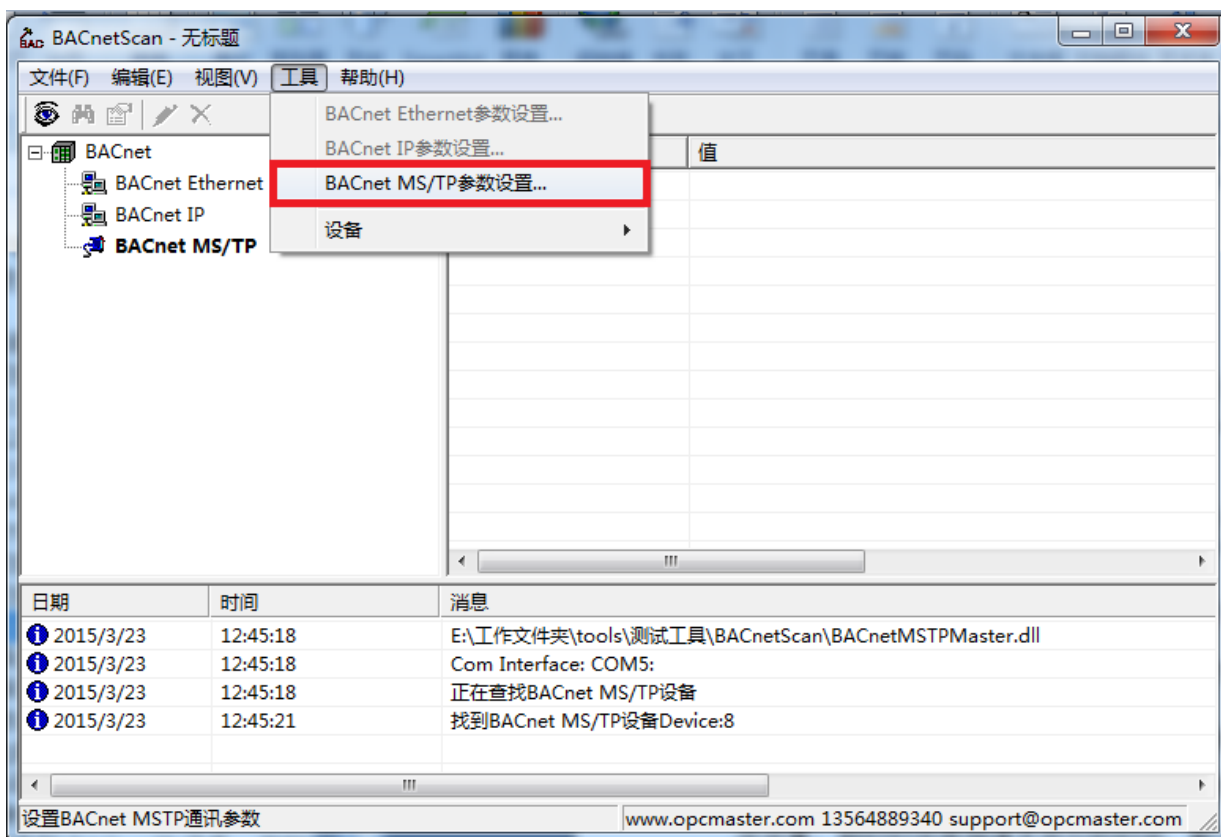 BACnetScan - 无标题
文件(F) 编辑(E) 视图(V) 工具 帮助(H)
BACnet Ethernet参数设置...
BACnet IP参数设置...
BACnet MS/TP参数设置...
设备
值
BACnet
BACnet Ethernet
BACnet IP
BACnet MS/TP
日期 时间 消息
2015/3/23 12:45:18 E:\工作文件夹\tools\测试工具\BACnetScan\BACnetMSTPMaster.dll
2015/3/23 12:45:18 Com Interface: COM5:
2015/3/23 12:45:18 正在查找BACnet MS/TP设备
2015/3/23 12:45:21 找到BACnet MS/TP设备Device:8
设置BACnet MSTP通讯参数 www.opcmaster.com 13564889340 support@opcmaster.com